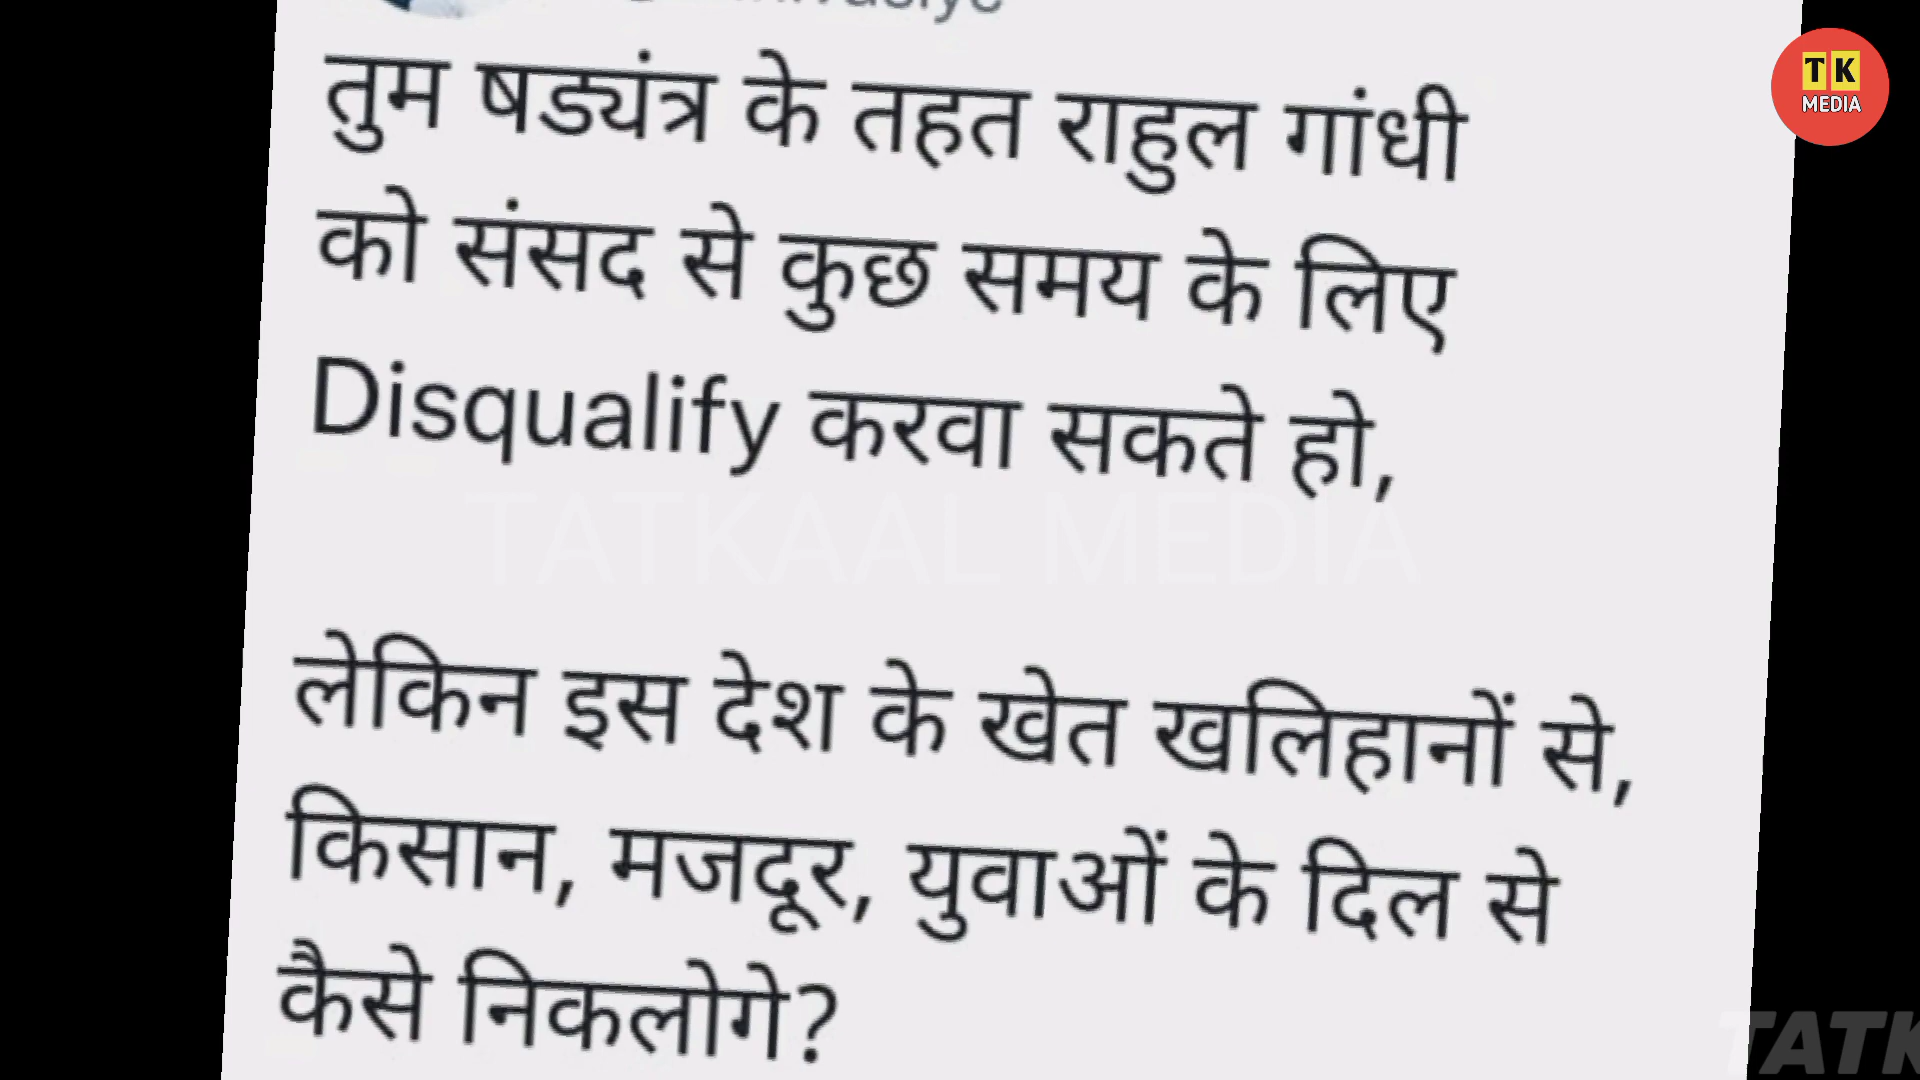 तुम षड्यंत्र के तहत राहुल गांधी
को संसद से कुछ समय के लिए
Disqualify करवा सकते हो,
लेकिन इस देश के खेत खलिहानों से,
किसान, मजदूर, युवाओं के दिल से
कैसे निकलोगे?
TATKAAL MEDIA
TK
MEDIA